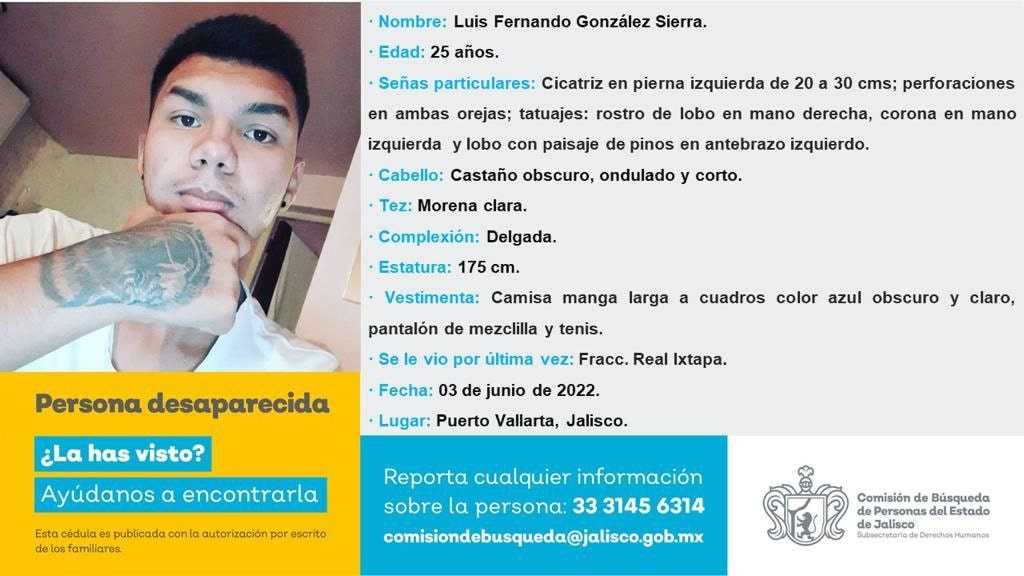 · Nombre: Luis Fernando González Sierra.
· Edad: 25 años.
· Señas particulares: Cicatriz en pierna izquierda de 20 a 30 cms; perforaciones
en ambas orejas; tatuajes: rostro de lobo en mano derecha, corona en mano
izquierda y lobo con paisaje de pinos en antebrazo izquierdo.
· Cabello: Castaño obscuro, ondulado y corto.
· Tez: Morena clara.
· Complexión: Delgada.
· Estatura: 175 cm.
· Vestimenta: Camisa manga larga a cuadros color azul obscuro y claro,
pantalón de mezclilla y tenis.
· Se le vio por última vez: Fracc. Real Ixtapa.
· Fecha: 03 de junio de 2022.
· Lugar: Puerto Vallarta, Jalisco.
Persona desaparecida
¿La has visto?
Ayúdanos a encontrarla
Esta cédula es publicada con la autorización por escrito
de los familiares.
Reporta cualquier información
sobre la persona: 33 3145 6314
comisiondebusqueda@jalisco.gob.mx
Comisión de Búsqueda
de Personas del Estado
de Jalisco
Subsecretaría de Derechos Humanos